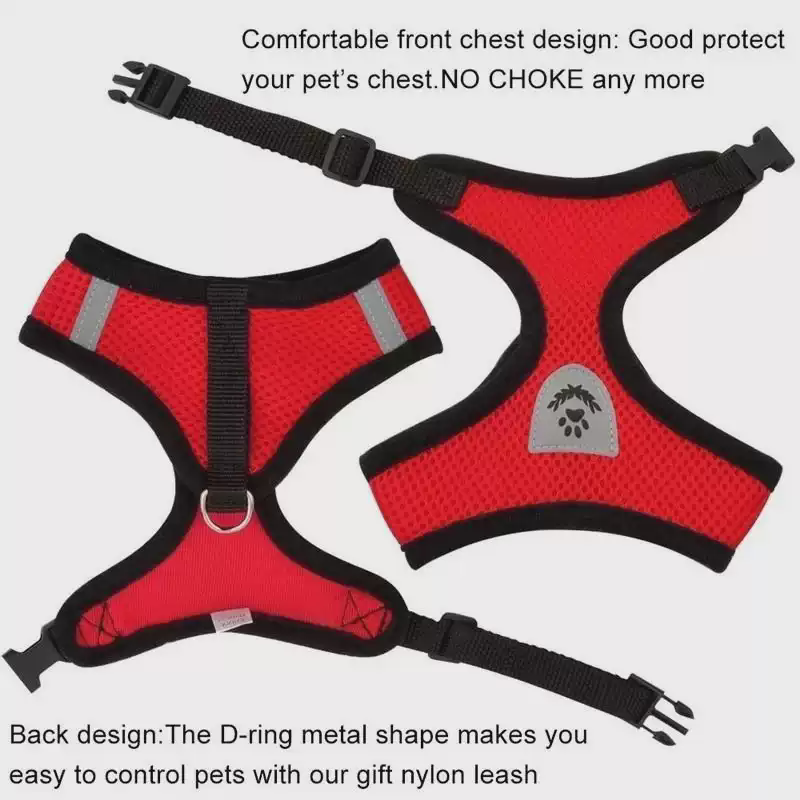 Comfortable front chest design: Good protect
your pet’s chest.NO CHOKE any more
Back design:The D-ring metal shape makes you
easy to control pets with our gift nylon leash